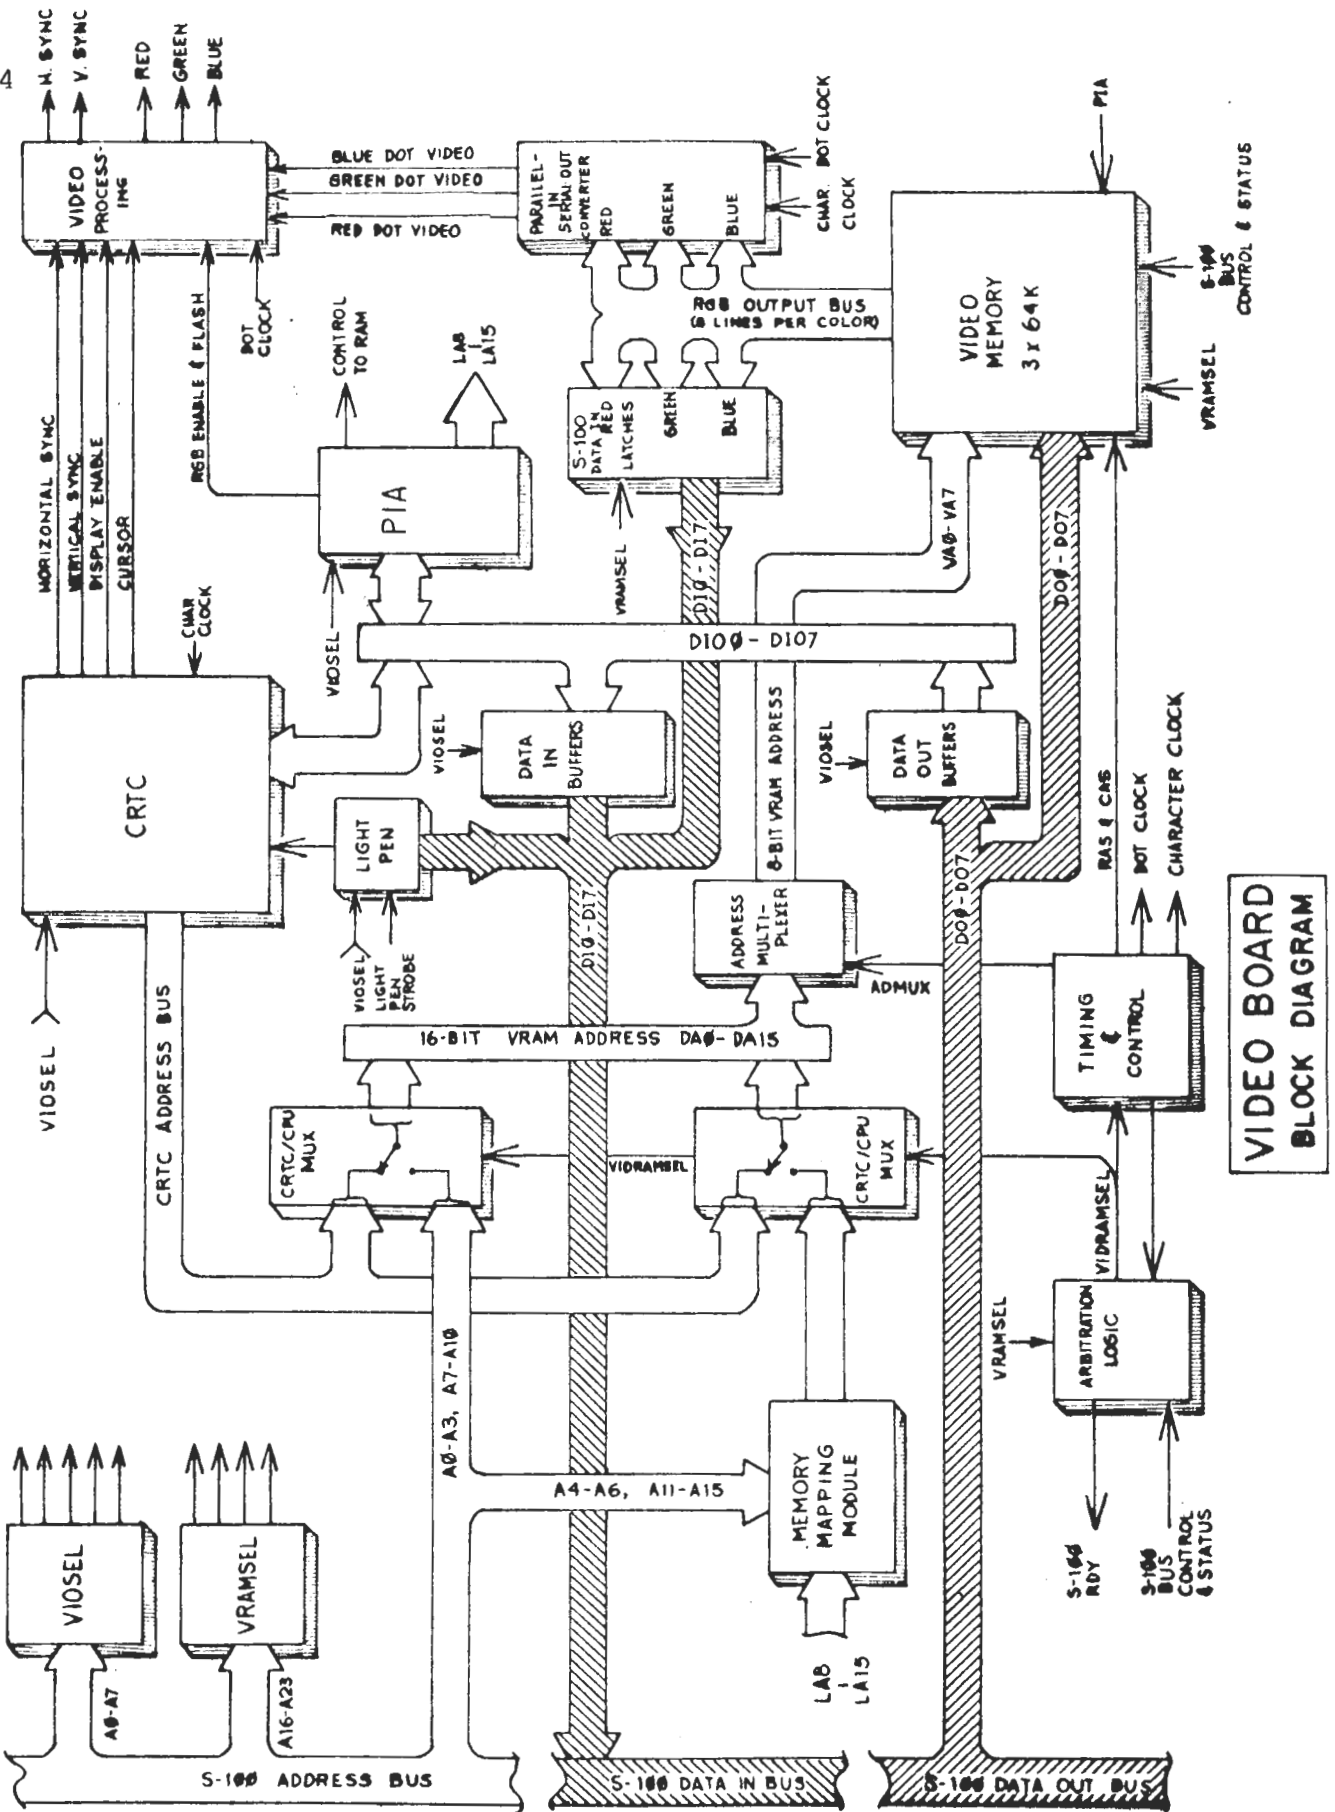 4
H. SYNC
V. SYNC
RED
GREEN
BLUE
VIDEO
PROCESS-
ING
BLUE DOT VIDEO
GREEN DOT VIDEO
RED DOT VIDEO
PARALLEL-
IN
SERIAL OUT
CONVERTER
RED
GREEN
BLUE
DOT CLOCK
CHAR.
CLOCK
PIA
S-100
BUS
CONTROL & STATUS
VRAMSEL
VIDEO
MEMORY
3 x 64K
RGB OUTPUT BUS
(8 LINES PER COLOR)
HORIZONTAL SYNC
VERTICAL SYNC
DISPLAY ENABLE
CURSOR
RGB ENABLE & FLASH
DOT
CLOCK
CONTROL
TO RAM
LA8
|
LA15
PIA
VIOSEL
S-100
DATA IN
RED
LATCHES
GREEN
BLUE
VRAMSEL
DI0 - DI7
VA0-VA7
DO0-DO7
CHAR
CLOCK
DIO0 - DIO7
CRTC
VIOSEL
LIGHT
PEN
VIOSEL
LIGHT
PEN
STROBE
VIOSEL
DATA
IN
BUFFERS
VIOSEL
DATA
OUT
BUFFERS
8-BIT VRAM ADDRESS
ADDRESS
MULTI-
PLEXER
ADMUX
DI0-DI7
DO0-DO7
RAS & CAS
DOT CLOCK
CHARACTER CLOCK
TIMING
&
CONTROL
CRTC ADDRESS BUS
16-BIT VRAM ADDRESS DA0-DA15
CRTC/CPU
MUX
VIDRAMSEL
CRTC/CPU
MUX
VIDRAMSEL
VRAMSEL
ARBITRATION
LOGIC
S-100
RDY
S-100
BUS
CONTROL
& STATUS
A0-A3, A7-A10
A4-A6, A11-A15
MEMORY
MAPPING
MODULE
LA8
|
LA15
VIOSEL
VRAMSEL
A0-A7
A16-A23
S-100 ADDRESS BUS
S-100 DATA IN BUS
S-100 DATA OUT BUS
VIDEO BOARD
BLOCK DIAGRAM